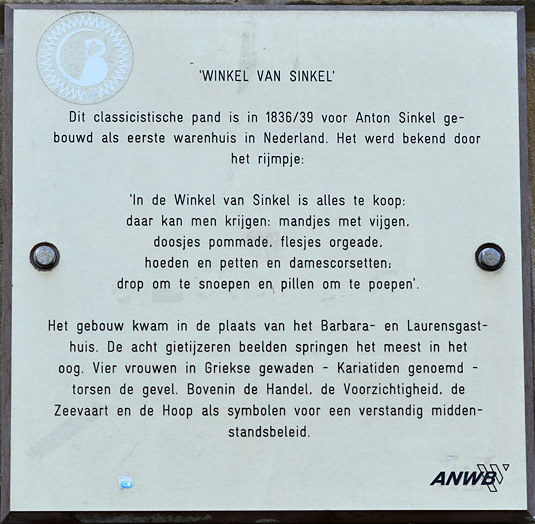 'WINKEL VAN SINKEL'
Dit classicistische pand is in 1836/39 voor Anton Sinkel ge-
bouwd als eerste warenhuis in Nederland. Het werd bekend door
het rijmpje:
'In de Winkel van Sinkel is alles te koop:
daar kan men krijgen: mandjes met vijgen,
doosjes pommade, flesjes orgeade,
hoeden en petten en damescorsetten;
drop om te snoepen en pillen om te poepen'.
Het gebouw kwam in de plaats van het Barbara- en Laurensgast-
huis. De acht gietijzeren beelden springen het meest in het
oog. Vier vrouwen in Griekse gewaden - Kariatiden genoemd -
torsen de gevel. Bovenin de Handel, de Voorzichtigheid, de
Zeevaart en de Hoop als symbolen voor een verstandig midden-
standsbeleid.
ANWB